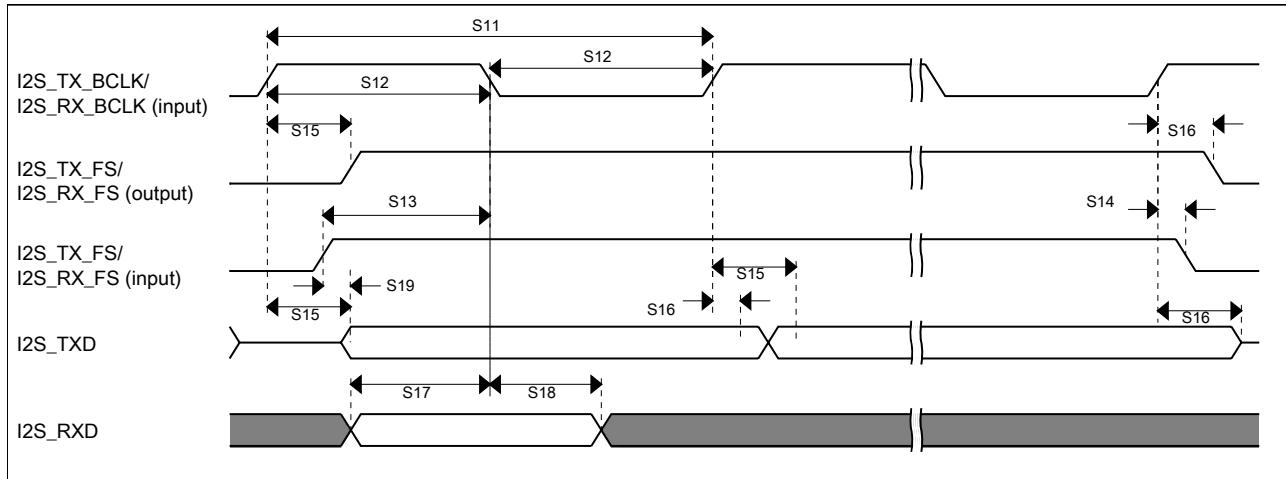 S11
S12
I2S_TX_BCLK/
I2S_RX_BCLK (input)
S12
S15
S16
I2S_TX_FS/
I2S_RX_FS (output)
S13
S14
I2S_TX_FS/
I2S_RX_FS (input)
S15
S19
S16
S15
S16
I2S_TXD
S17
S18
I2S_RXD